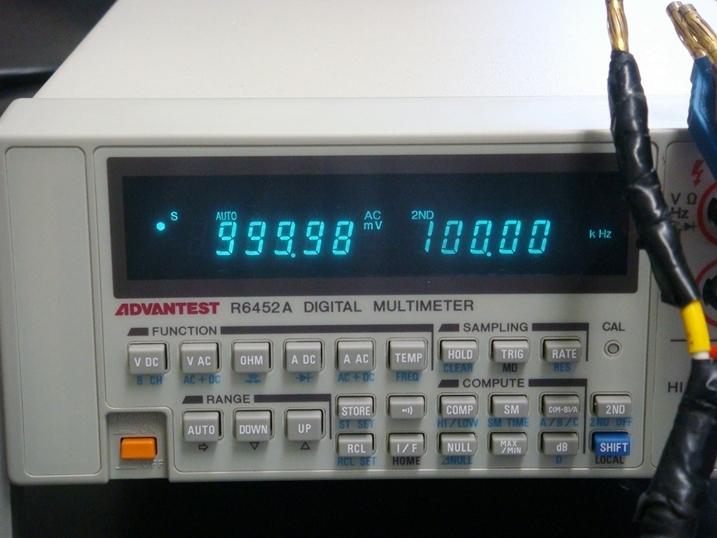 S AUTO 999.98 AC mV 2ND 100.00 kHz
ADVANTEST R6452A DIGITAL MULTIMETER
FUNCTION SAMPLING CAL
V DC V AC OHM A DC A AC TEMP HOLD TRIG RATE
B CH AC+DC AC+DC FREQ CLEAR MD RES
RANGE COMPUTE
AUTO DOWN UP STORE COMP SM 2ND
ST SET HI/LOW SM TIME A/B/C 2ND OFF
RCL I/F NULL MAX/MIN dB SHIFT
RCL SET HOME ΔNULL D LOCAL
OFF
V Ω
Hz
HI